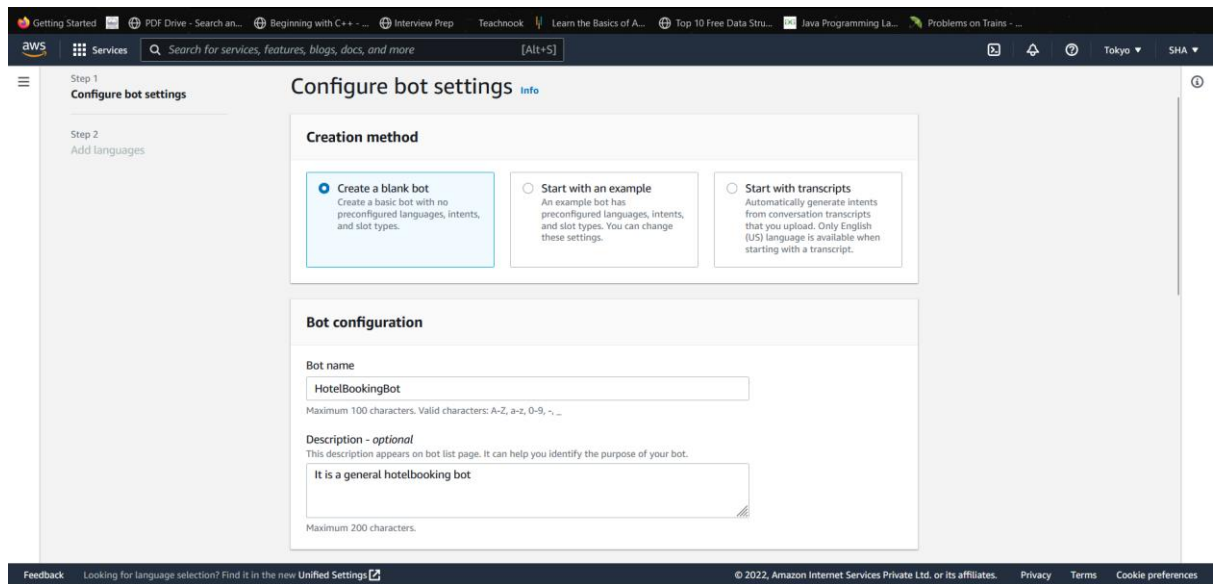 Getting Started
PDF Drive - Search an...
Beginning with C++ - ...
Interview Prep
Teachnook
Learn the Basics of A...
Top 10 Free Data Stru...
Java Programming La...
Problems on Trains - ...
aws
Services
Search for services, features, blogs, docs, and more
[Alt+S]
Tokyo
SHA
Step 1
Configure bot settings
Step 2
Add languages
Configure bot settings Info
Creation method
Create a blank bot
Create a basic bot with no
preconfigured languages, intents,
and slot types.
Start with an example
An example bot has
preconfigured languages, intents,
and slot types. You can change
these settings.
Start with transcripts
Automatically generate intents
from conversation transcripts
that you upload. Only English
(US) language is available when
starting with a transcript.
Bot configuration
Bot name
HotelBookingBot
Maximum 100 characters. Valid characters: A-Z, a-z, 0-9, -, _
Description - optional
This description appears on bot list page. It can help you identify the purpose of your bot.
It is a general hotelbooking bot
Maximum 200 characters.
Feedback
Looking for language selection? Find it in the new Unified Settings
© 2022, Amazon Internet Services Private Ltd. or its affiliates.
Privacy
Terms
Cookie preferences